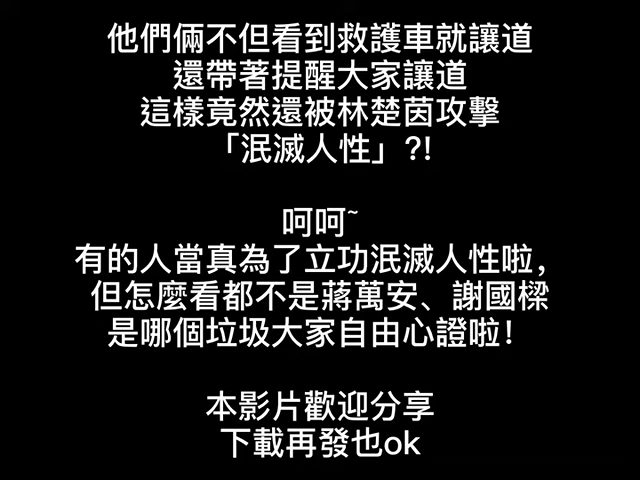 他們倆不但看到救護車就讓道
還帶著提醒大家讓道
這樣竟然還被林楚茵攻擊
「泯滅人性」?!
呵呵~
有的人當真為了立功泯滅人性啦，
但怎麼看都不是蔣萬安、謝國樑
是哪個垃圾大家自由心證啦！
本影片歡迎分享
下載再發也ok